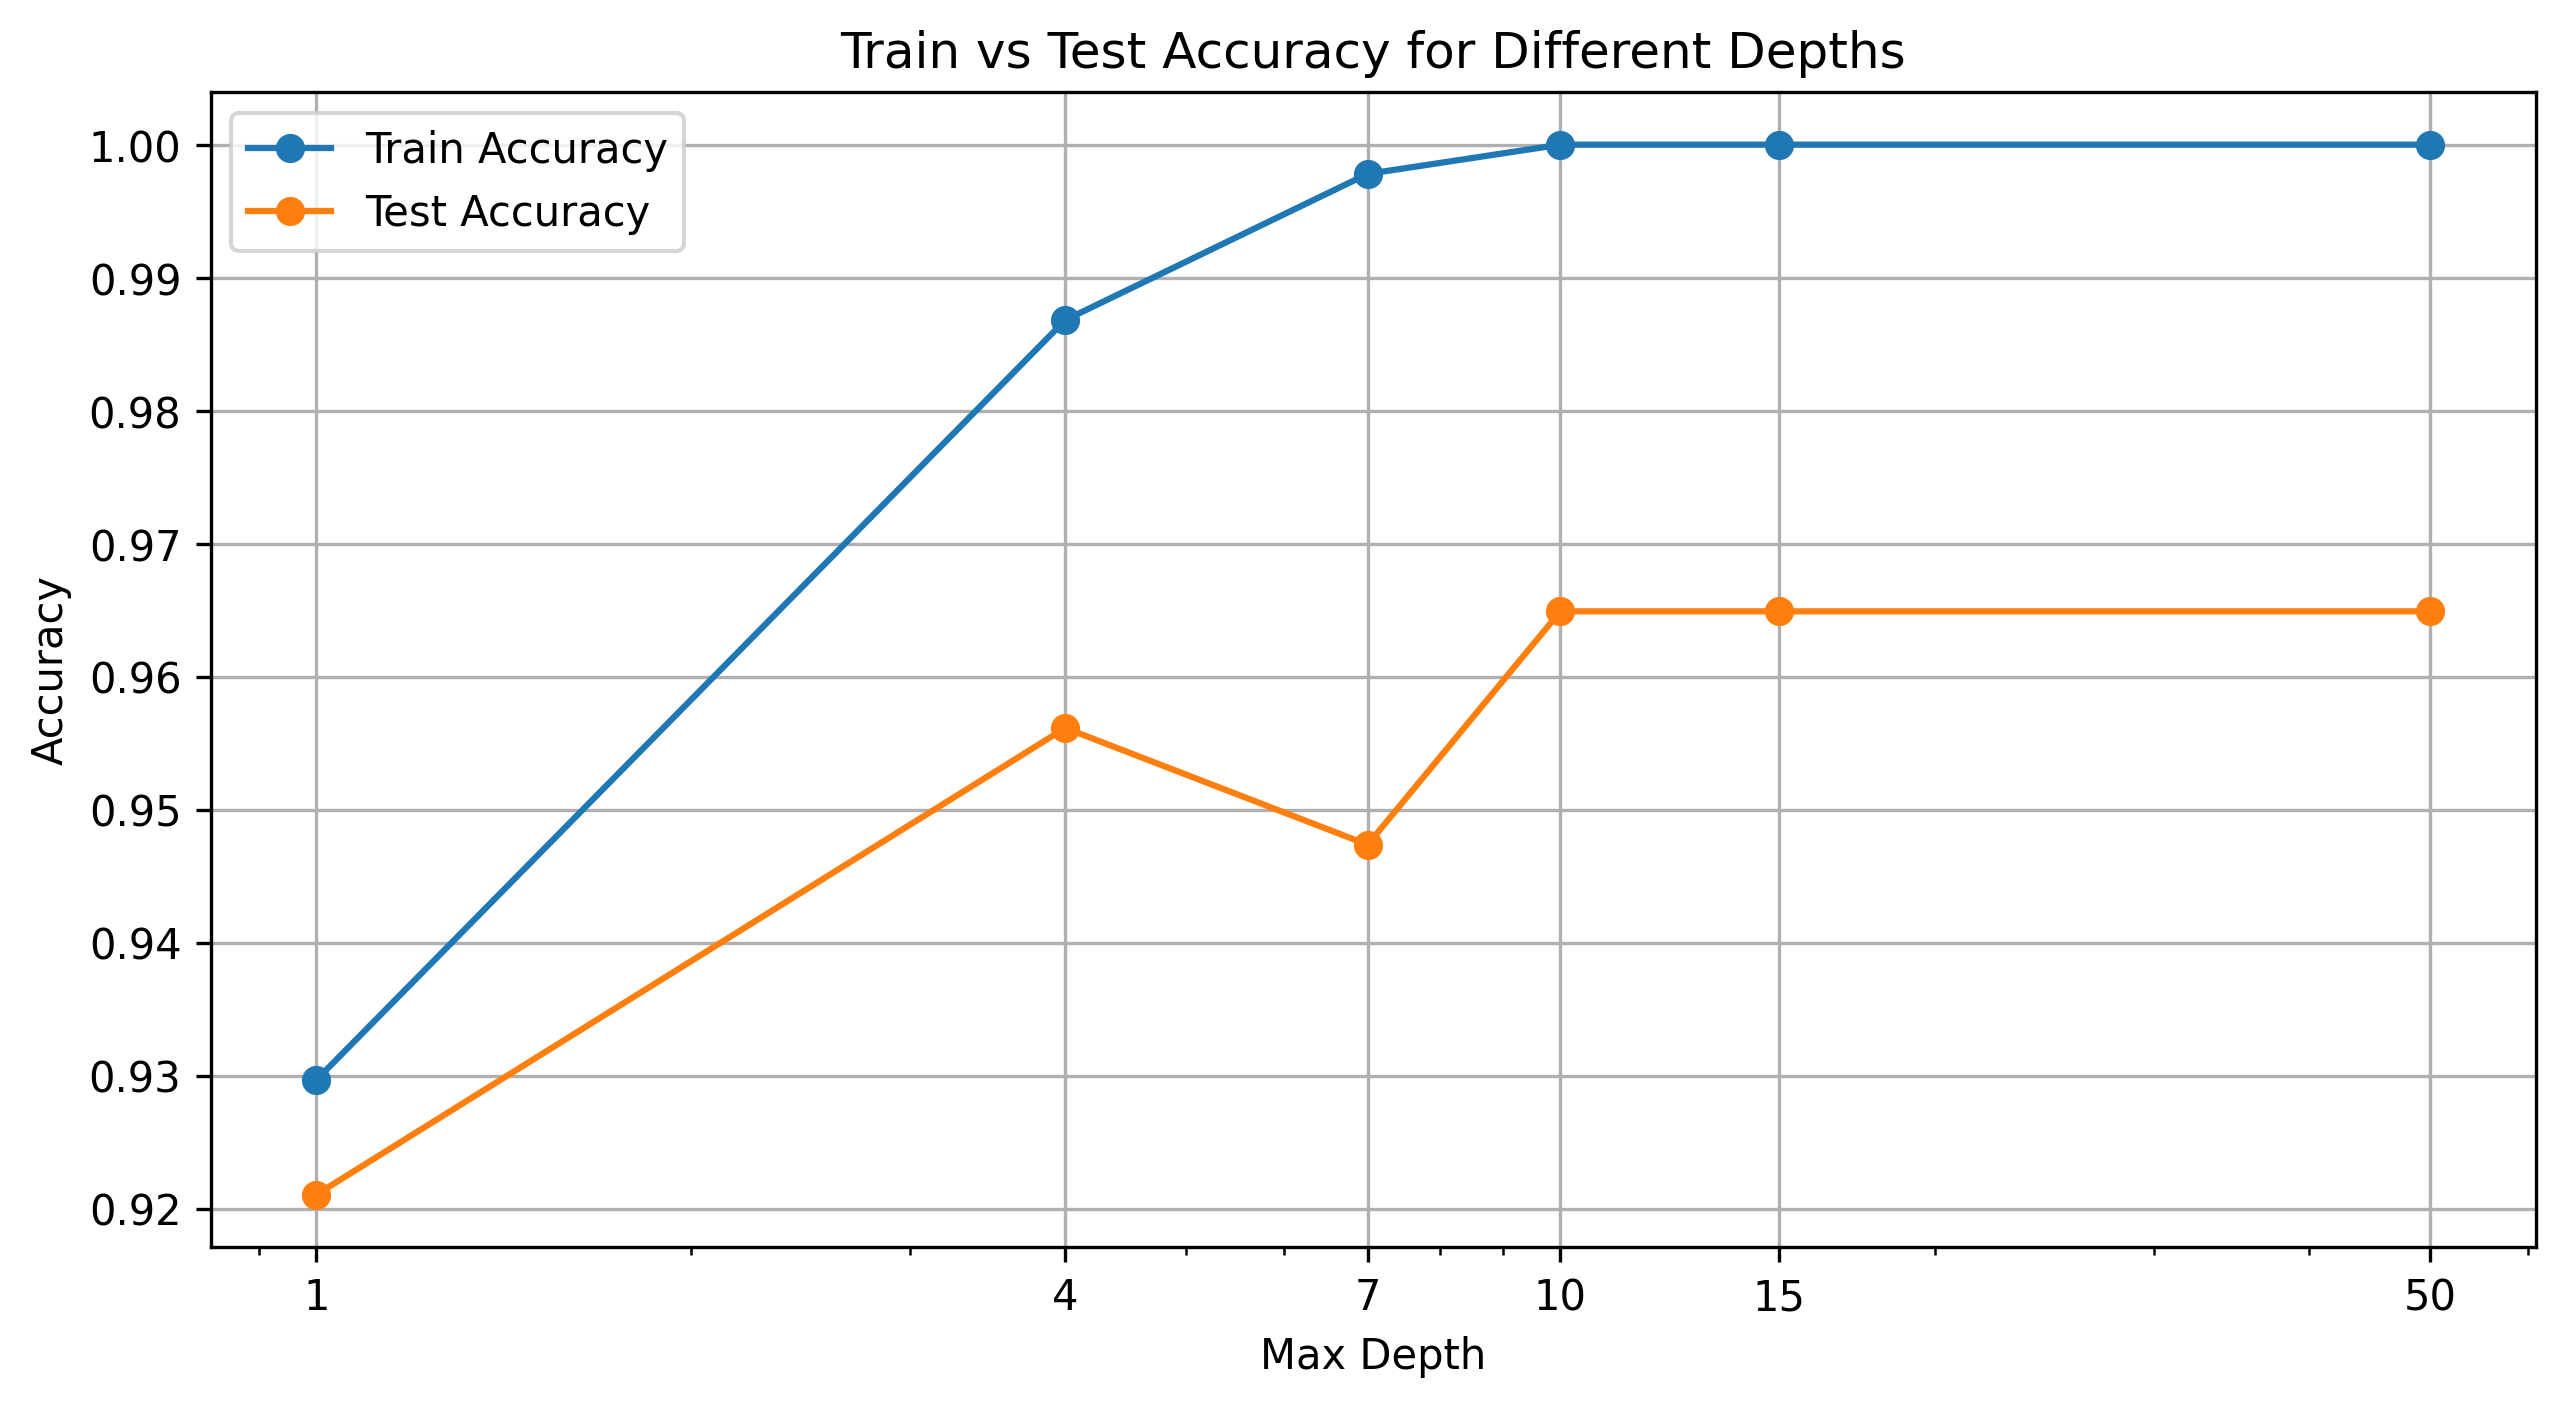 Train vs Test Accuracy for Different Depths
Train Accuracy
Test Accuracy
1.00
0.99
0.98
0.97
0.96
0.95
0.94
0.93
0.92
Accuracy
1 4 7 10 15 50
Max Depth